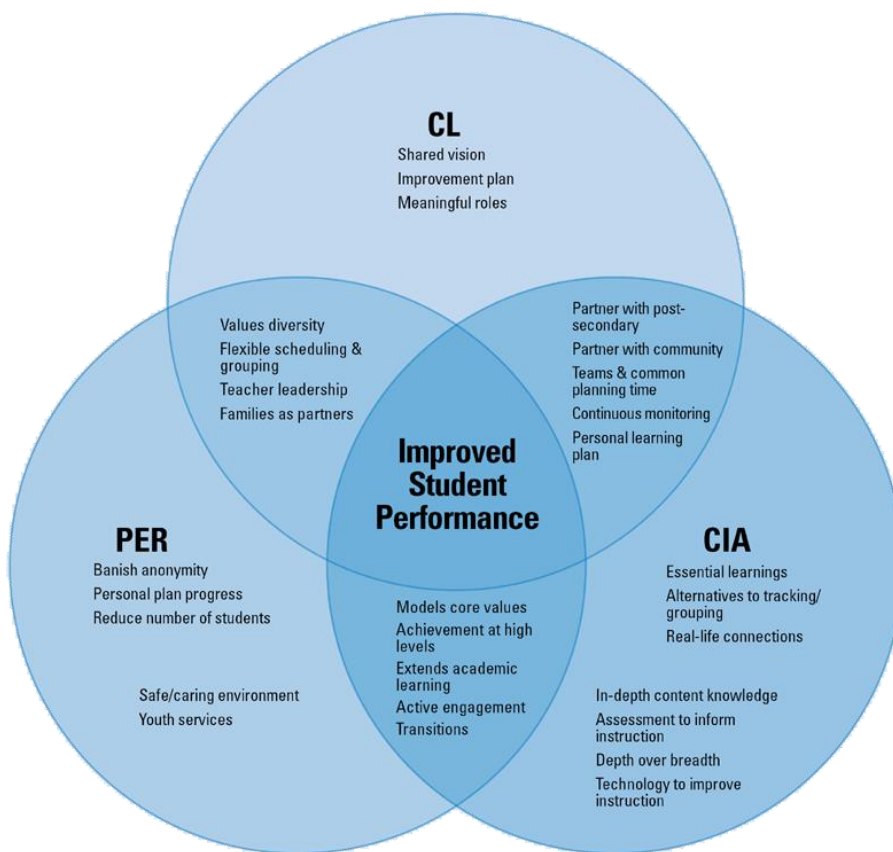 CL
Shared vision
Improvement plan
Meaningful roles
Values diversity
Flexible scheduling &
grouping
Teacher leadership
Families as partners
Partner with post-
secondary
Partner with community
Teams & common
planning time
Continuous monitoring
Personal learning
plan
Improved
Student
Performance
PER
Banish anonymity
Personal plan progress
Reduce number of students
Safe/caring environment
Youth services
Models core values
Achievement at high
levels
Extends academic
learning
Active engagement
Transitions
CIA
Essential learnings
Alternatives to tracking/
grouping
Real-life connections
In-depth content knowledge
Assessment to inform
instruction
Depth over breadth
Technology to improve
instruction